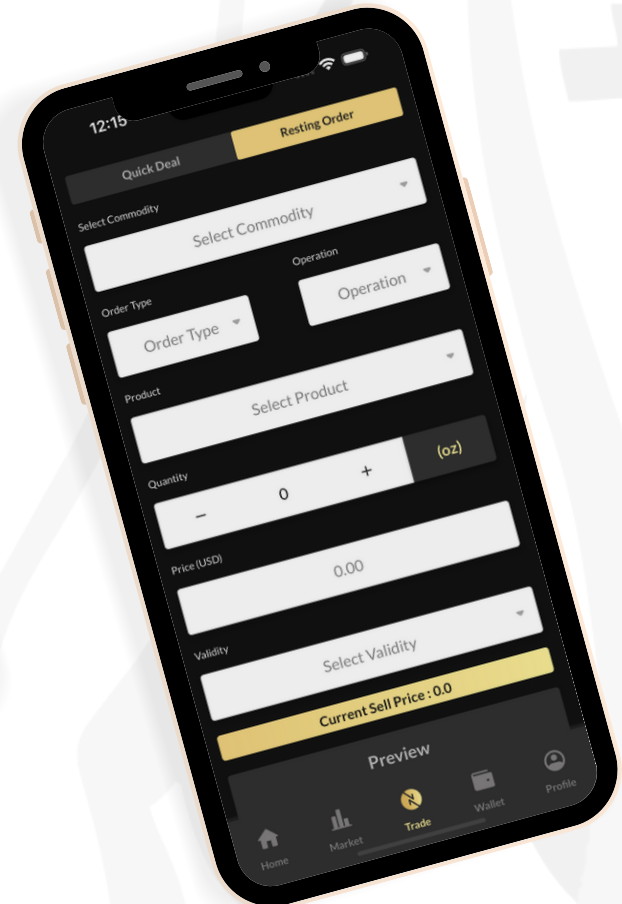 12:15
Quick Deal
Resting Order
Select Commodity
Select Commodity
Order Type
Operation
Order Type
Operation
Product
Select Product
Quantity
− 0 + (oz)
Price (USD)
0.00
Validity
Select Validity
Current Sell Price : 0.0
Preview
Home
Market
Trade
Wallet
Profile